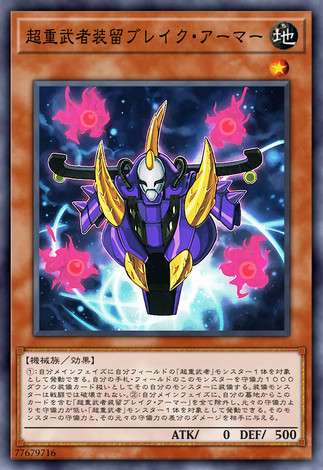 超重武者装留ブレイク・アーマー
地
【機械族／効果】
①：自分メインフェイズに自分フィールドの「超重武者」モンスター１体を対象
として発動できる。自分の手札・フィールドのこのモンスターを守備力１０００
ダウンの装備カード扱いとしてその自分のモンスターに装備する。装備モンス
ターは戦闘では破壊されない。②：自分メインフェイズに、自分の墓地からこの
カードを含む「超重武者装留ブレイク・アーマー」を全て除外し、元々の守備力よ
りも守備力が低い「超重武者」モンスター１体を対象として発動できる。そのモン
スターの守備力と、その元々の守備力の差分のダメージを相手に与える。
ATK/ 0 DEF/ 500
77679716